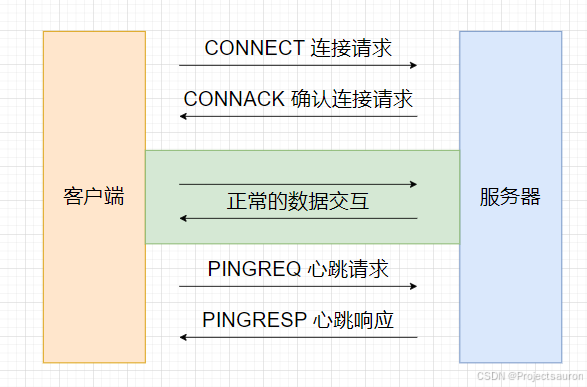 CONNECT 连接请求
CONNACK 确认连接请求
客户端
正常的数据交互
服务器
PINGREQ 心跳请求
PINGRESP 心跳响应
CSDN @Projectsauron